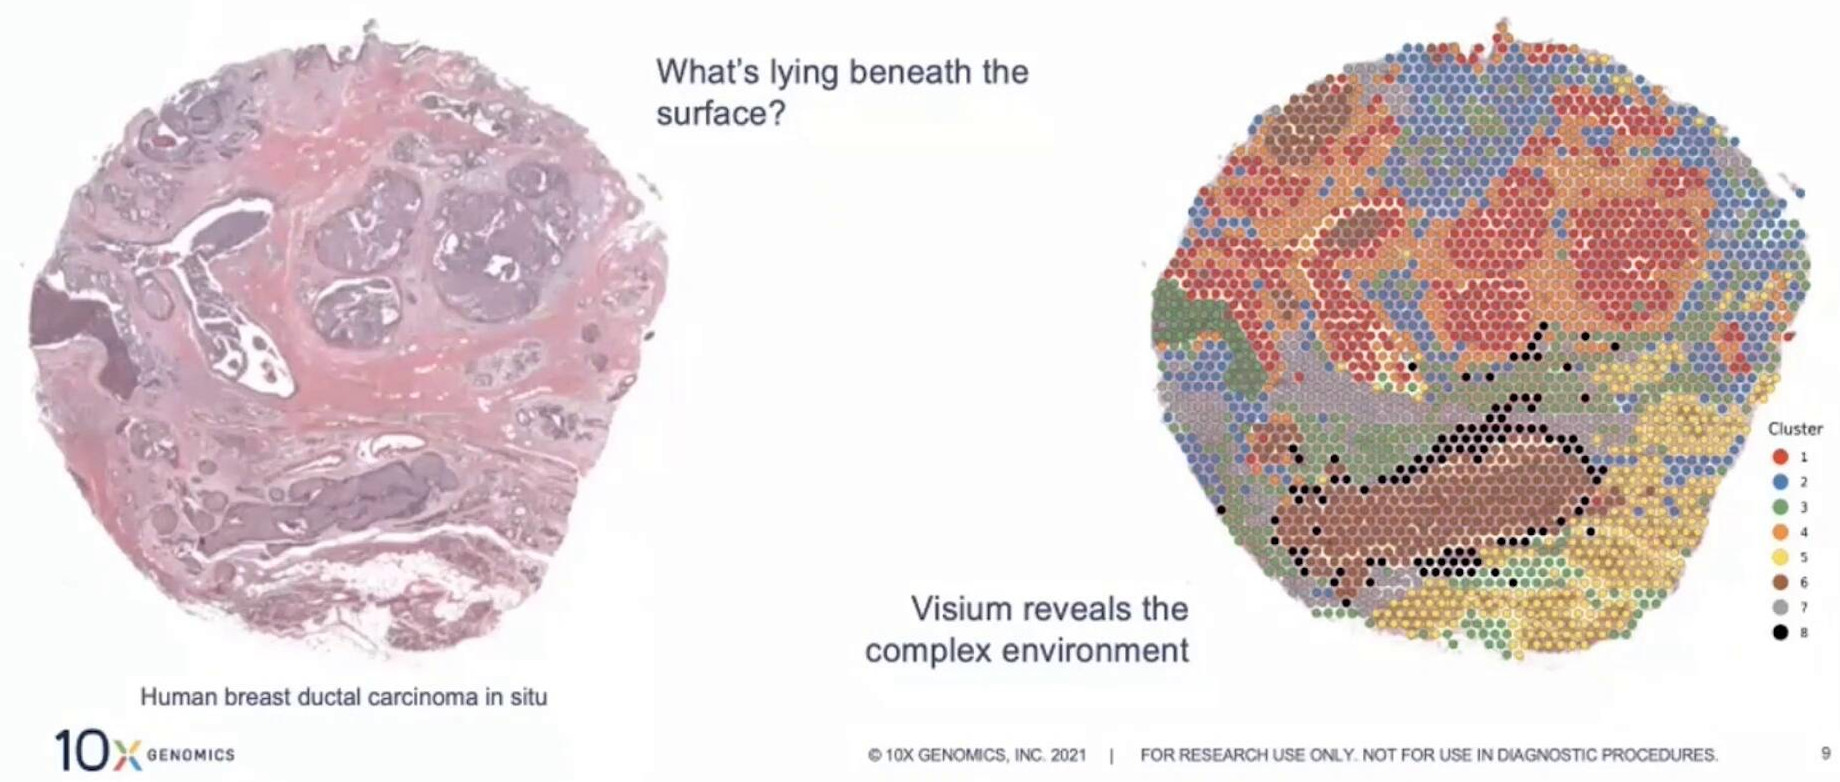 What's lying beneath the
surface?
Visium reveals the
complex environment
Human breast ductal carcinoma in situ
Cluster
1
2
3
4
5
6
7
8
10X GENOMICS
© 10X GENOMICS, INC. 2021 | FOR RESEARCH USE ONLY. NOT FOR USE IN DIAGNOSTIC PROCEDURES.
9